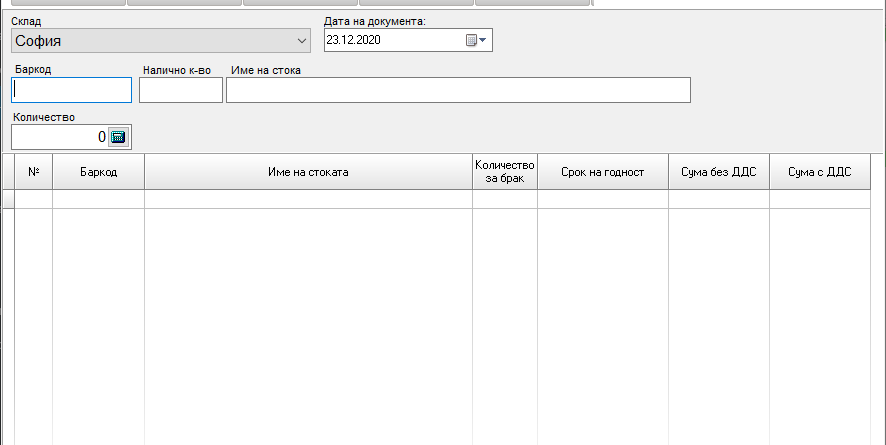 Склад
Дата на документа:
София
23.12.2020
Баркод
Налично к-во
Име на стока
Количество
0
№
Баркод
Име на стоката
Количество
за брак
Срок на годност
Сума без ДДС
Сума с ДДС